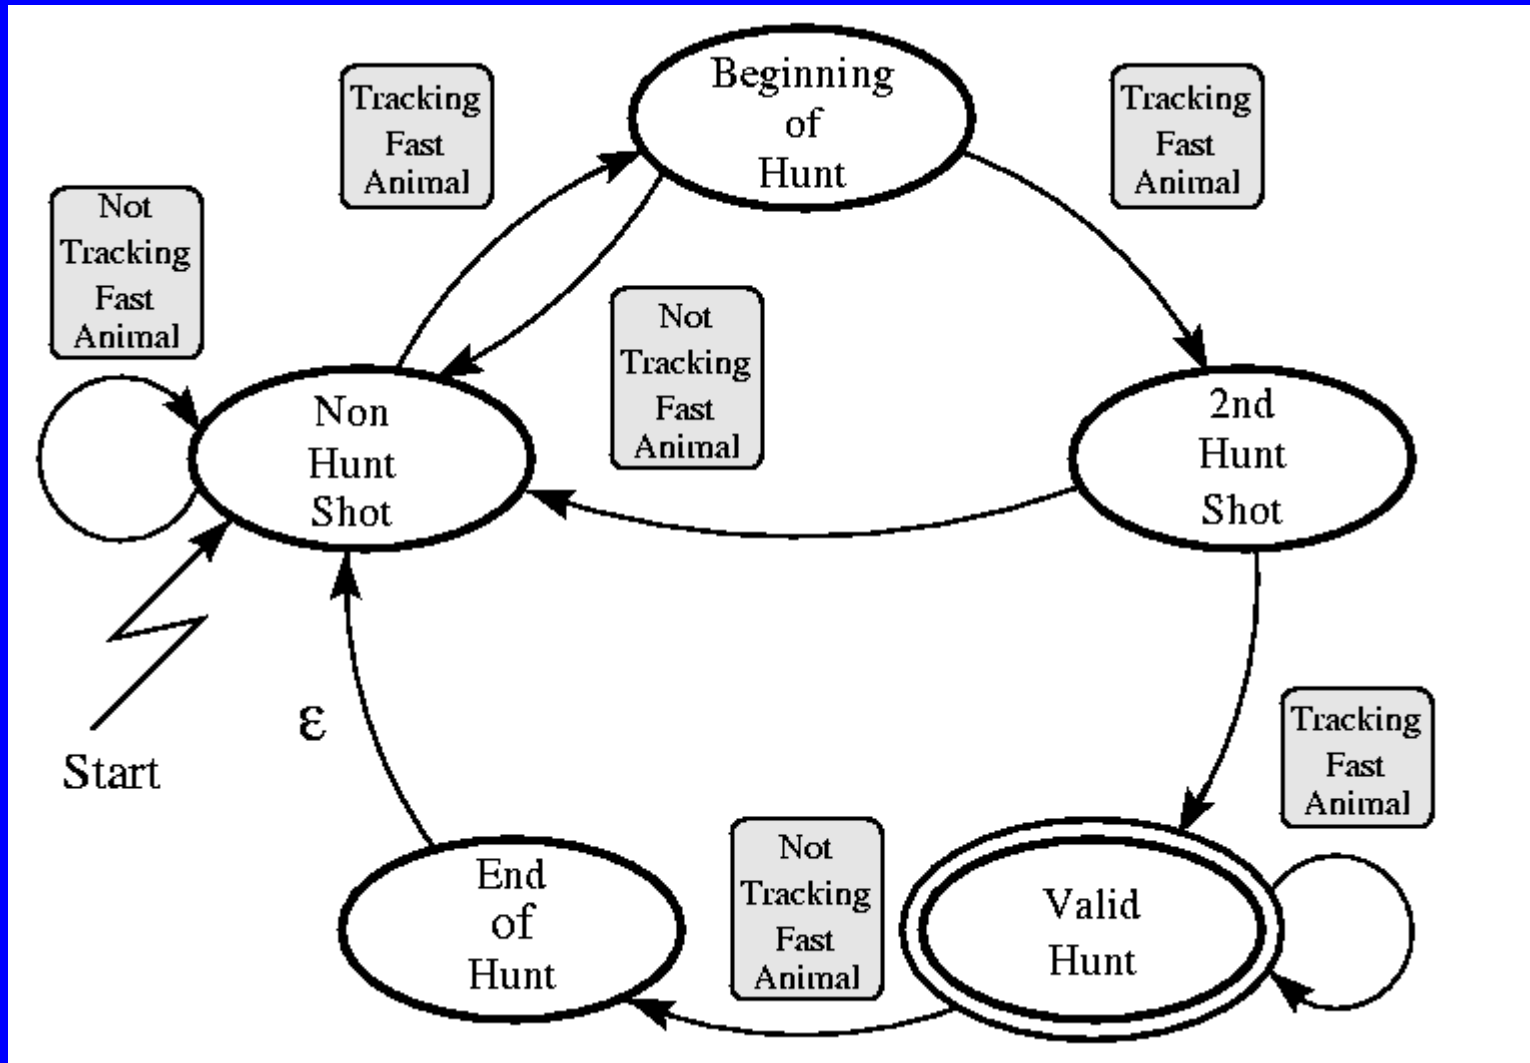 Beginning
of
Hunt
Tracking
Fast
Animal
Tracking
Fast
Animal
Not
Tracking
Fast
Animal
Not
Tracking
Fast
Animal
Non
Hunt
Shot
2nd
Hunt
Shot
Start
ε
Tracking
Fast
Animal
Not
Tracking
Fast
Animal
End
of
Hunt
Valid
Hunt